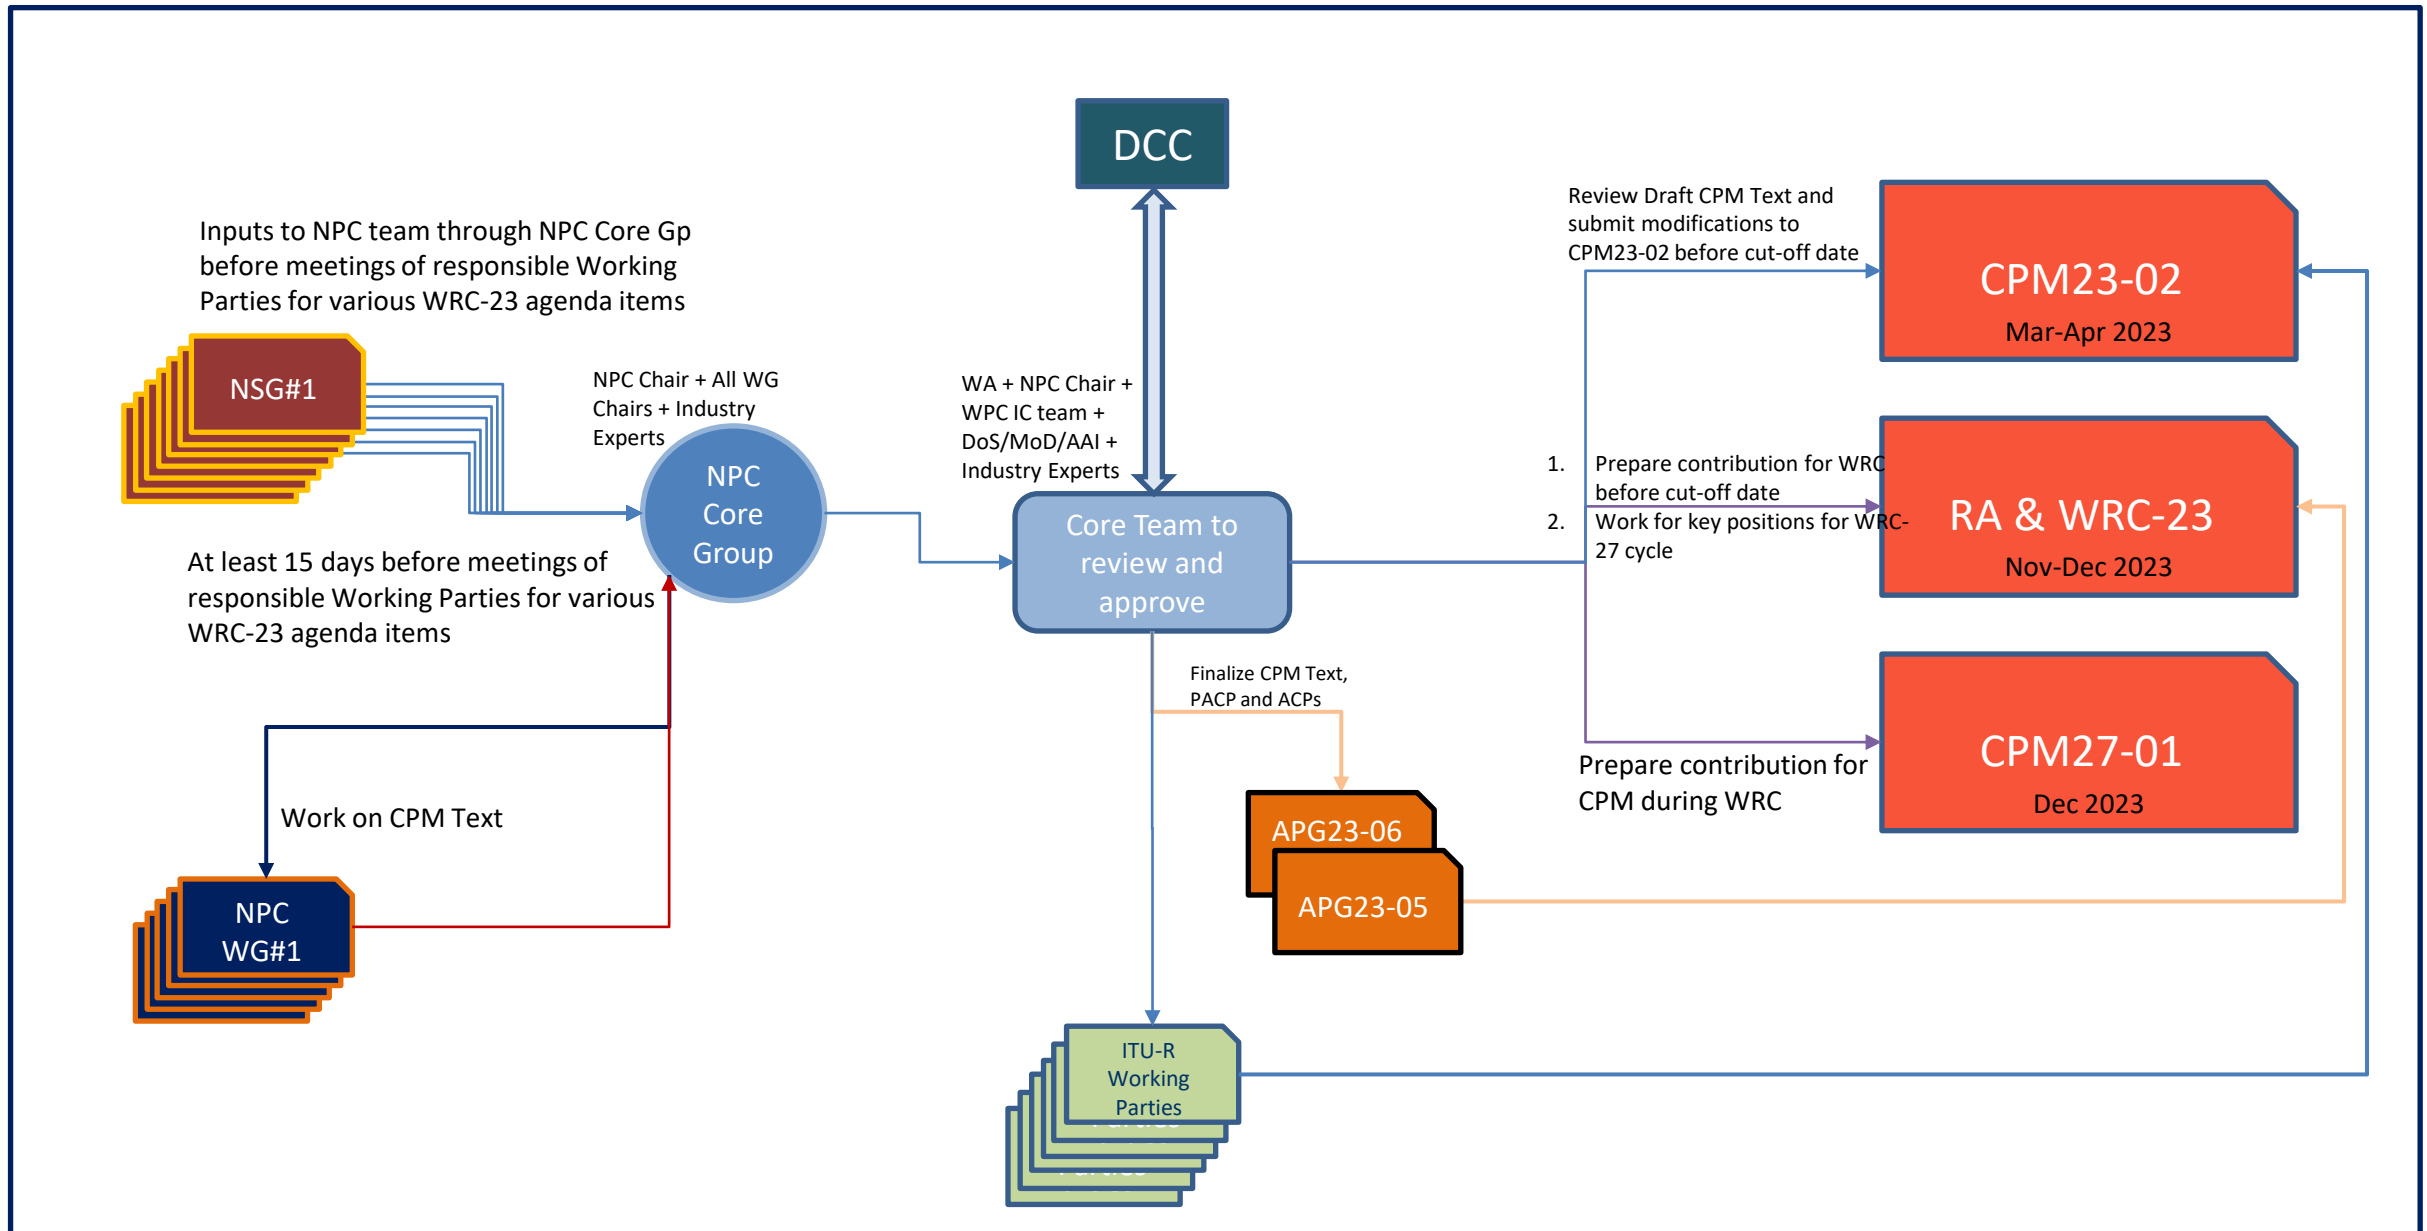 DCC
Inputs to NPC team through NPC Core Gp
before meetings of responsible Working
Parties for various WRC-23 agenda items
NSG#1
NPC Chair + All WG
Chairs + Industry
Experts
NPC
Core
Group
WA + NPC Chair +
WPC IC team +
DoS/MoD/AAI +
Industry Experts
Core Team to
review and
approve
At least 15 days before meetings of
responsible Working Parties for various
WRC-23 agenda items
Work on CPM Text
NPC
WG#1
Review Draft CPM Text and
submit modifications to
CPM23-02 before cut-off date
CPM23-02
Mar-Apr 2023
1. Prepare contribution for WRC
before cut-off date
2. Work for key positions for WRC-
27 cycle
RA & WRC-23
Nov-Dec 2023
CPM27-01
Dec 2023
Prepare contribution for
CPM during WRC
Finalize CPM Text,
PACP and ACPs
APG23-06
APG23-05
ITU-R
Working
Parties